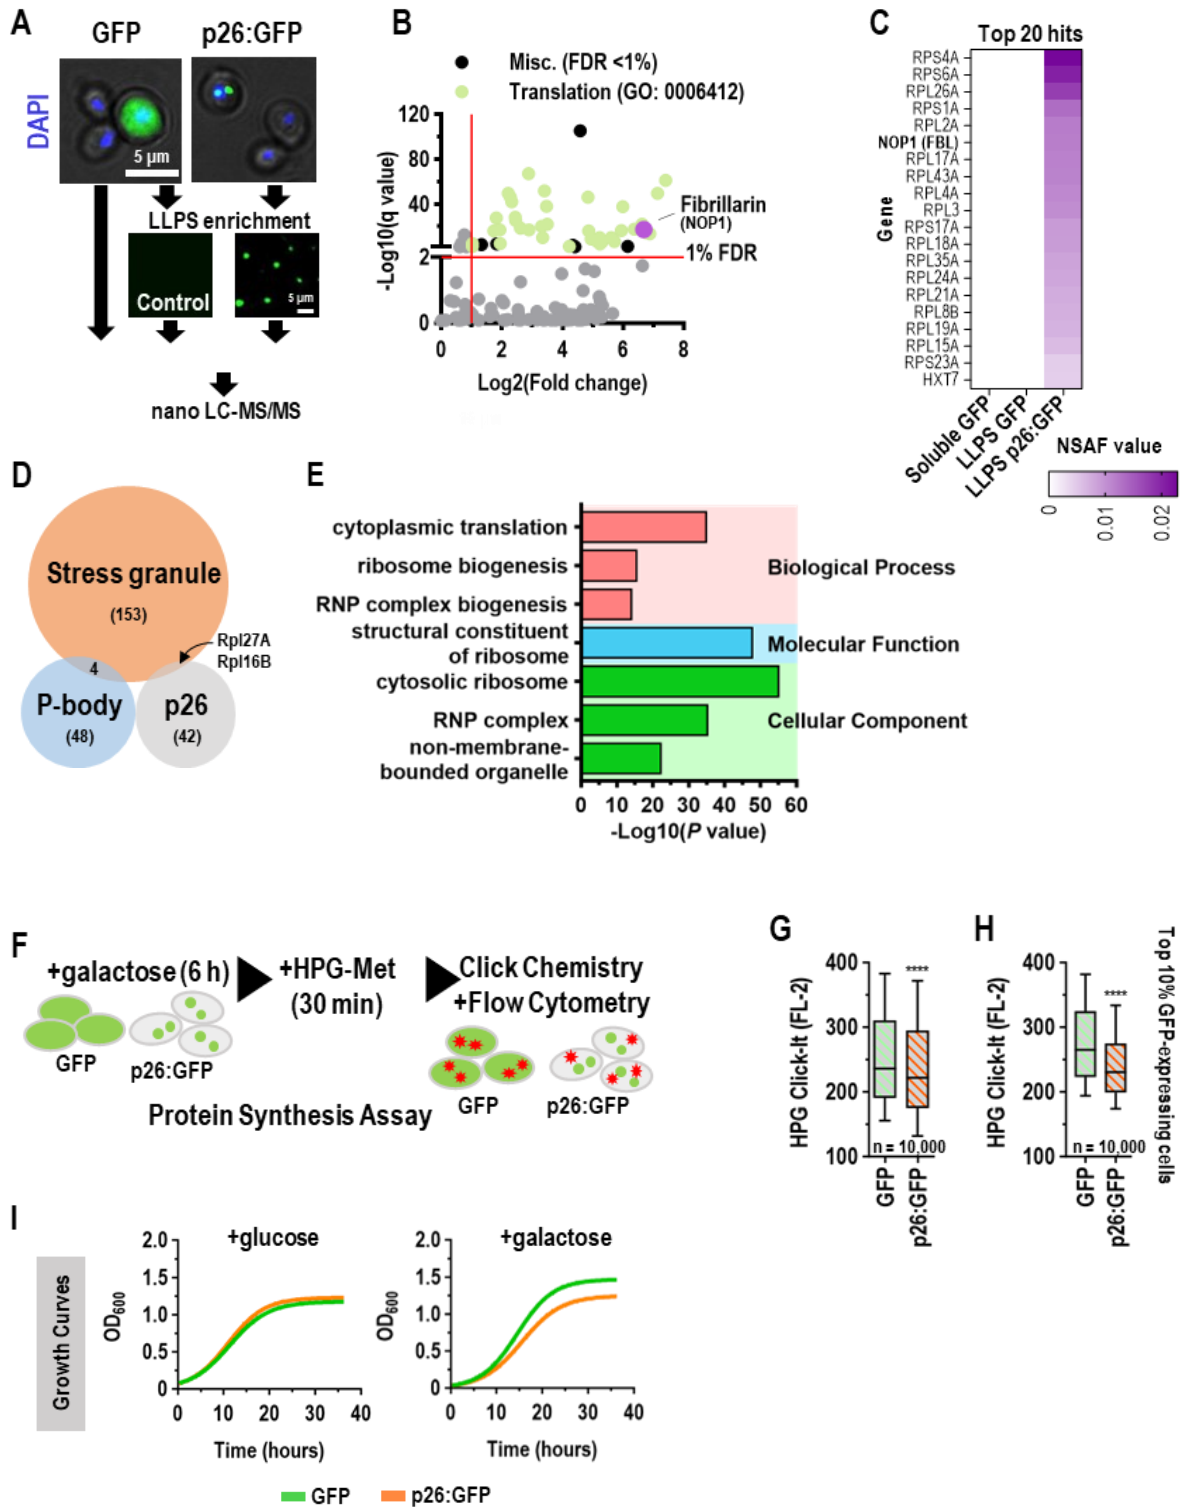 A
GFP
p26:GFP
DAPI
5 µm
LLPS enrichment
Control
5 µm
nano LC-MS/MS
B
Misc. (FDR <1%)
Translation (GO: 0006412)
120
80
40
2
0
-Log10(q value)
Fibrillarin
(NOP1)
1% FDR
0 2 4 6 8
Log2(Fold change)
C
Top 20 hits
Gene
RPS4A
RPS6A
RPL26A
RPS1A
RPL2A
NOP1 (FBL)
RPL17A
RPL43A
RPL4A
RPL3
RPS17A
RPL18A
RPL35A
RPL24A
RPL21A
RPL8B
RPL19A
RPL15A
RPS23A
HXT7
Soluble GFP
LLPS GFP
LLPS p26:GFP
NSAF value
0
0.01
0.02
D
Stress granule
(153)
4
Rpl27A
Rpl16B
P-body
(48)
p26
(42)
E
cytoplasmic translation
ribosome biogenesis
RNP complex biogenesis
structural constituent
of ribosome
cytosolic ribosome
RNP complex
non-membrane-
bounded organelle
Biological Process
Molecular Function
Cellular Component
0 10 20 30 40 50 60
-Log10(P value)
F
+galactose (6 h)
+HPG-Met
(30 min)
Click Chemistry
+Flow Cytometry
GFP
p26:GFP
GFP
p26:GFP
Protein Synthesis Assay
G
HPG Click-It (FL-2)
400
300
200
100
****
n = 10,000
GFP
p26:GFP
H
HPG Click-It (FL-2)
400
300
200
100
****
n = 10,000
GFP
p26:GFP
Top 10% GFP-expressing cells
I
Growth Curves
+glucose
OD600
2.0
1.5
1.0
0.5
0
0 10 20 30 40
Time (hours)
+galactose
OD600
2.0
1.5
1.0
0.5
0
0 10 20 30 40
Time (hours)
GFP
p26:GFP